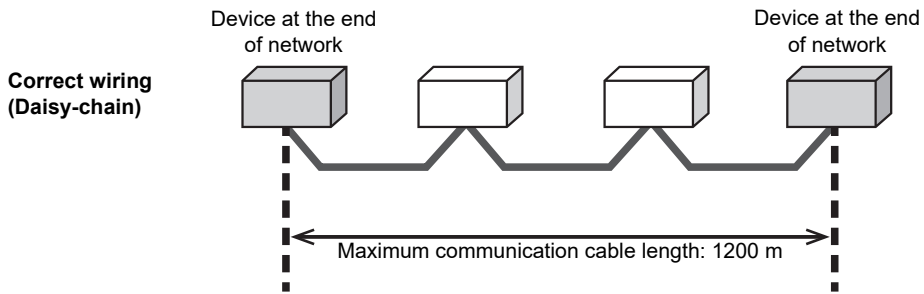 Device at the end
of network
Device at the end
of network
Correct wiring
(Daisy-chain)
Maximum communication cable length: 1200 m